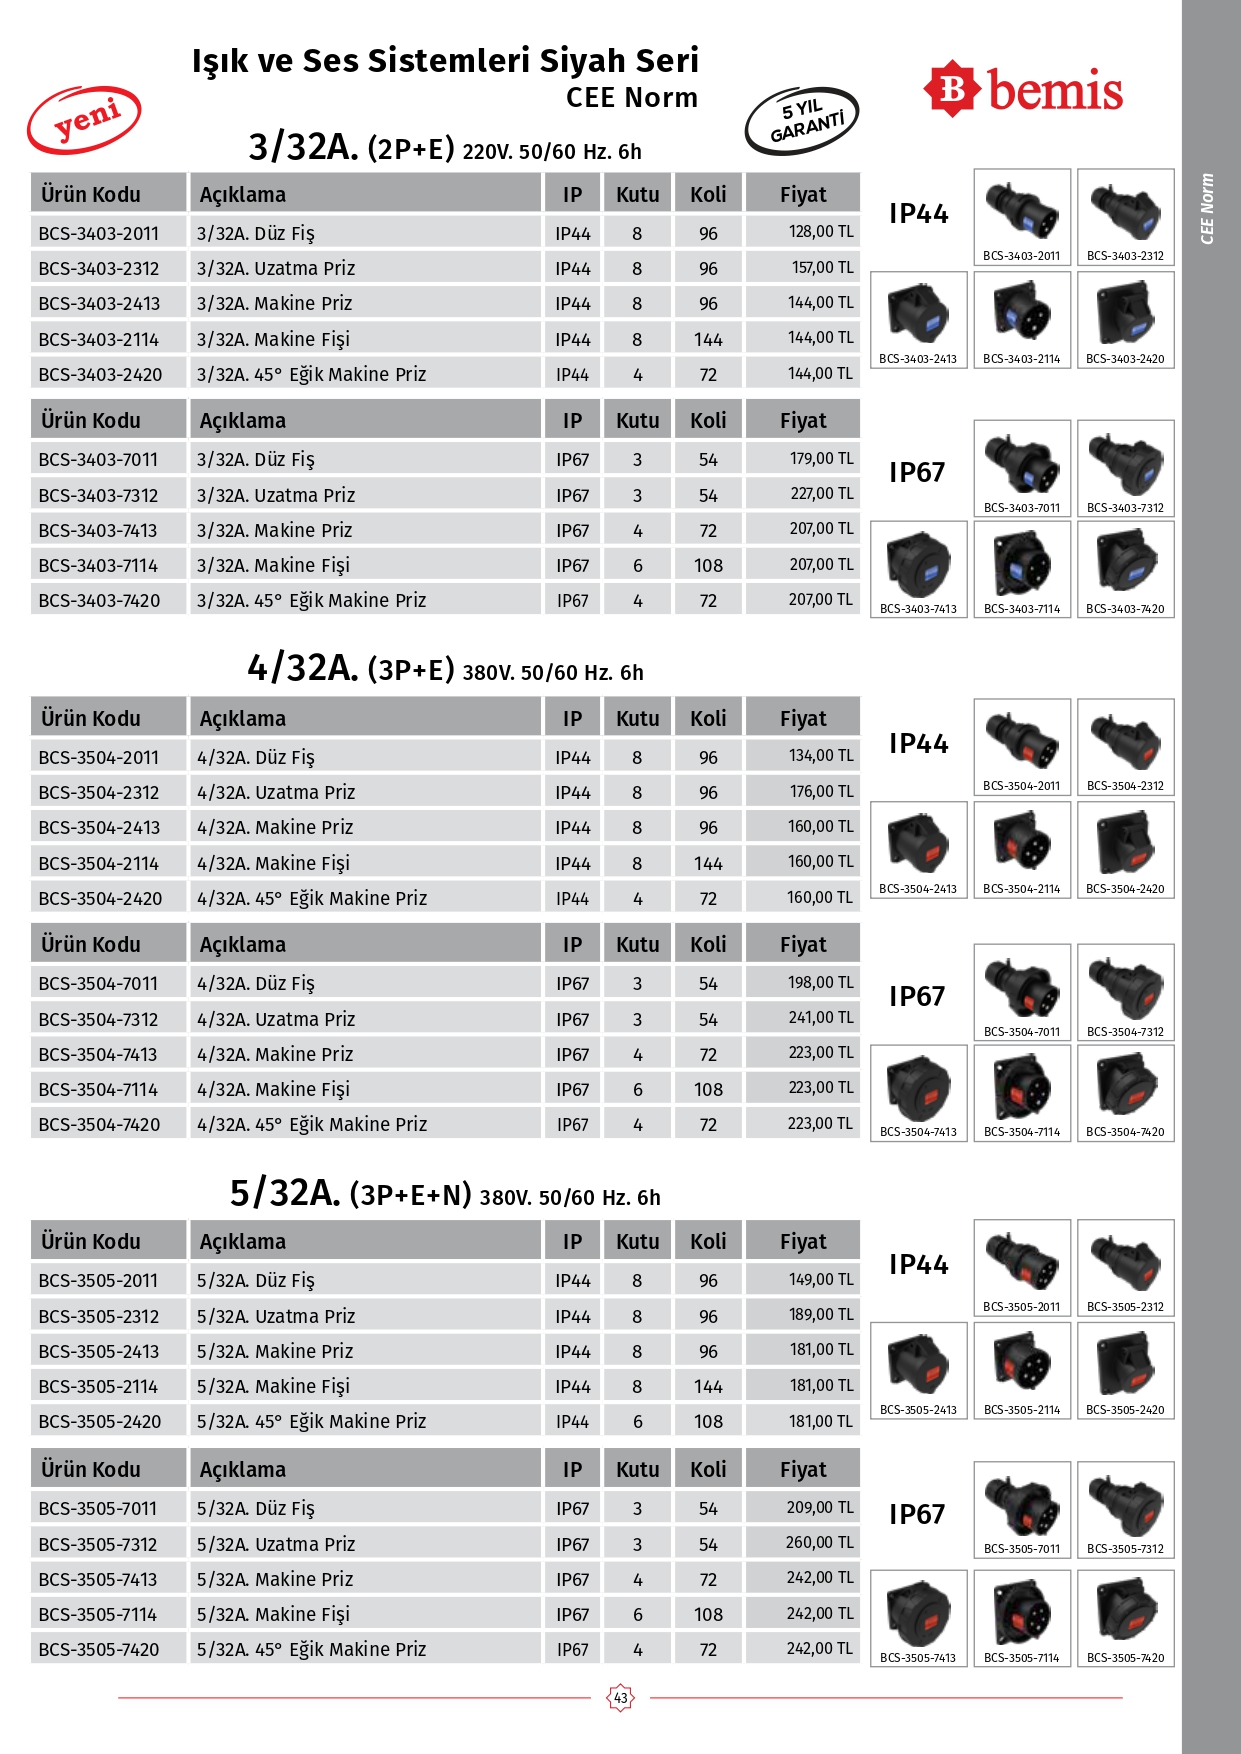 Işık ve Ses Sistemleri Siyah Seri
CEE Norm
yeni
5 YIL
GARANTİ
B bemis
CEE Norm
3/32A. (2P+E) 220V. 50/60 Hz. 6h
Ürün Kodu Açıklama IP Kutu Koli Fiyat
BCS-3403-2011 3/32A. Düz Fiş IP44 8 96 128,00 TL
BCS-3403-2312 3/32A. Uzatma Priz IP44 8 96 157,00 TL
BCS-3403-2413 3/32A. Makine Priz IP44 8 96 144,00 TL
BCS-3403-2114 3/32A. Makine Fişi IP44 8 144 144,00 TL
BCS-3403-2420 3/32A. 45° Eğik Makine Priz IP44 4 72 144,00 TL
IP44
BCS-3403-2011 BCS-3403-2312
BCS-3403-2413 BCS-3403-2114 BCS-3403-2420
Ürün Kodu Açıklama IP Kutu Koli Fiyat
BCS-3403-7011 3/32A. Düz Fiş IP67 3 54 179,00 TL
BCS-3403-7312 3/32A. Uzatma Priz IP67 3 54 227,00 TL
BCS-3403-7413 3/32A. Makine Priz IP67 4 72 207,00 TL
BCS-3403-7114 3/32A. Makine Fişi IP67 6 108 207,00 TL
BCS-3403-7420 3/32A. 45° Eğik Makine Priz IP67 4 72 207,00 TL
IP67
BCS-3403-7011 BCS-3403-7312
BCS-3403-7413 BCS-3403-7114 BCS-3403-7420
4/32A. (3P+E) 380V. 50/60 Hz. 6h
Ürün Kodu Açıklama IP Kutu Koli Fiyat
BCS-3504-2011 4/32A. Düz Fiş IP44 8 96 134,00 TL
BCS-3504-2312 4/32A. Uzatma Priz IP44 8 96 176,00 TL
BCS-3504-2413 4/32A. Makine Priz IP44 8 96 160,00 TL
BCS-3504-2114 4/32A. Makine Fişi IP44 8 144 160,00 TL
BCS-3504-2420 4/32A. 45° Eğik Makine Priz IP44 4 72 160,00 TL
IP44
BCS-3504-2011 BCS-3504-2312
BCS-3504-2413 BCS-3504-2114 BCS-3504-2420
Ürün Kodu Açıklama IP Kutu Koli Fiyat
BCS-3504-7011 4/32A. Düz Fiş IP67 3 54 198,00 TL
BCS-3504-7312 4/32A. Uzatma Priz IP67 3 54 241,00 TL
BCS-3504-7413 4/32A. Makine Priz IP67 4 72 223,00 TL
BCS-3504-7114 4/32A. Makine Fişi IP67 6 108 223,00 TL
BCS-3504-7420 4/32A. 45° Eğik Makine Priz IP67 4 72 223,00 TL
IP67
BCS-3504-7011 BCS-3504-7312
BCS-3504-7413 BCS-3504-7114 BCS-3504-7420
5/32A. (3P+E+N) 380V. 50/60 Hz. 6h
Ürün Kodu Açıklama IP Kutu Koli Fiyat
BCS-3505-2011 5/32A. Düz Fiş IP44 8 96 149,00 TL
BCS-3505-2312 5/32A. Uzatma Priz IP44 8 96 189,00 TL
BCS-3505-2413 5/32A. Makine Priz IP44 8 96 181,00 TL
BCS-3505-2114 5/32A. Makine Fişi IP44 8 144 181,00 TL
BCS-3505-2420 5/32A. 45° Eğik Makine Priz IP44 6 108 181,00 TL
IP44
BCS-3505-2011 BCS-3505-2312
BCS-3505-2413 BCS-3505-2114 BCS-3505-2420
Ürün Kodu Açıklama IP Kutu Koli Fiyat
BCS-3505-7011 5/32A. Düz Fiş IP67 3 54 209,00 TL
BCS-3505-7312 5/32A. Uzatma Priz IP67 3 54 260,00 TL
BCS-3505-7413 5/32A. Makine Priz IP67 4 72 242,00 TL
BCS-3505-7114 5/32A. Makine Fişi IP67 6 108 242,00 TL
BCS-3505-7420 5/32A. 45° Eğik Makine Priz IP67 4 72 242,00 TL
IP67
BCS-3505-7011 BCS-3505-7312
BCS-3505-7413 BCS-3505-7114 BCS-3505-7420
43